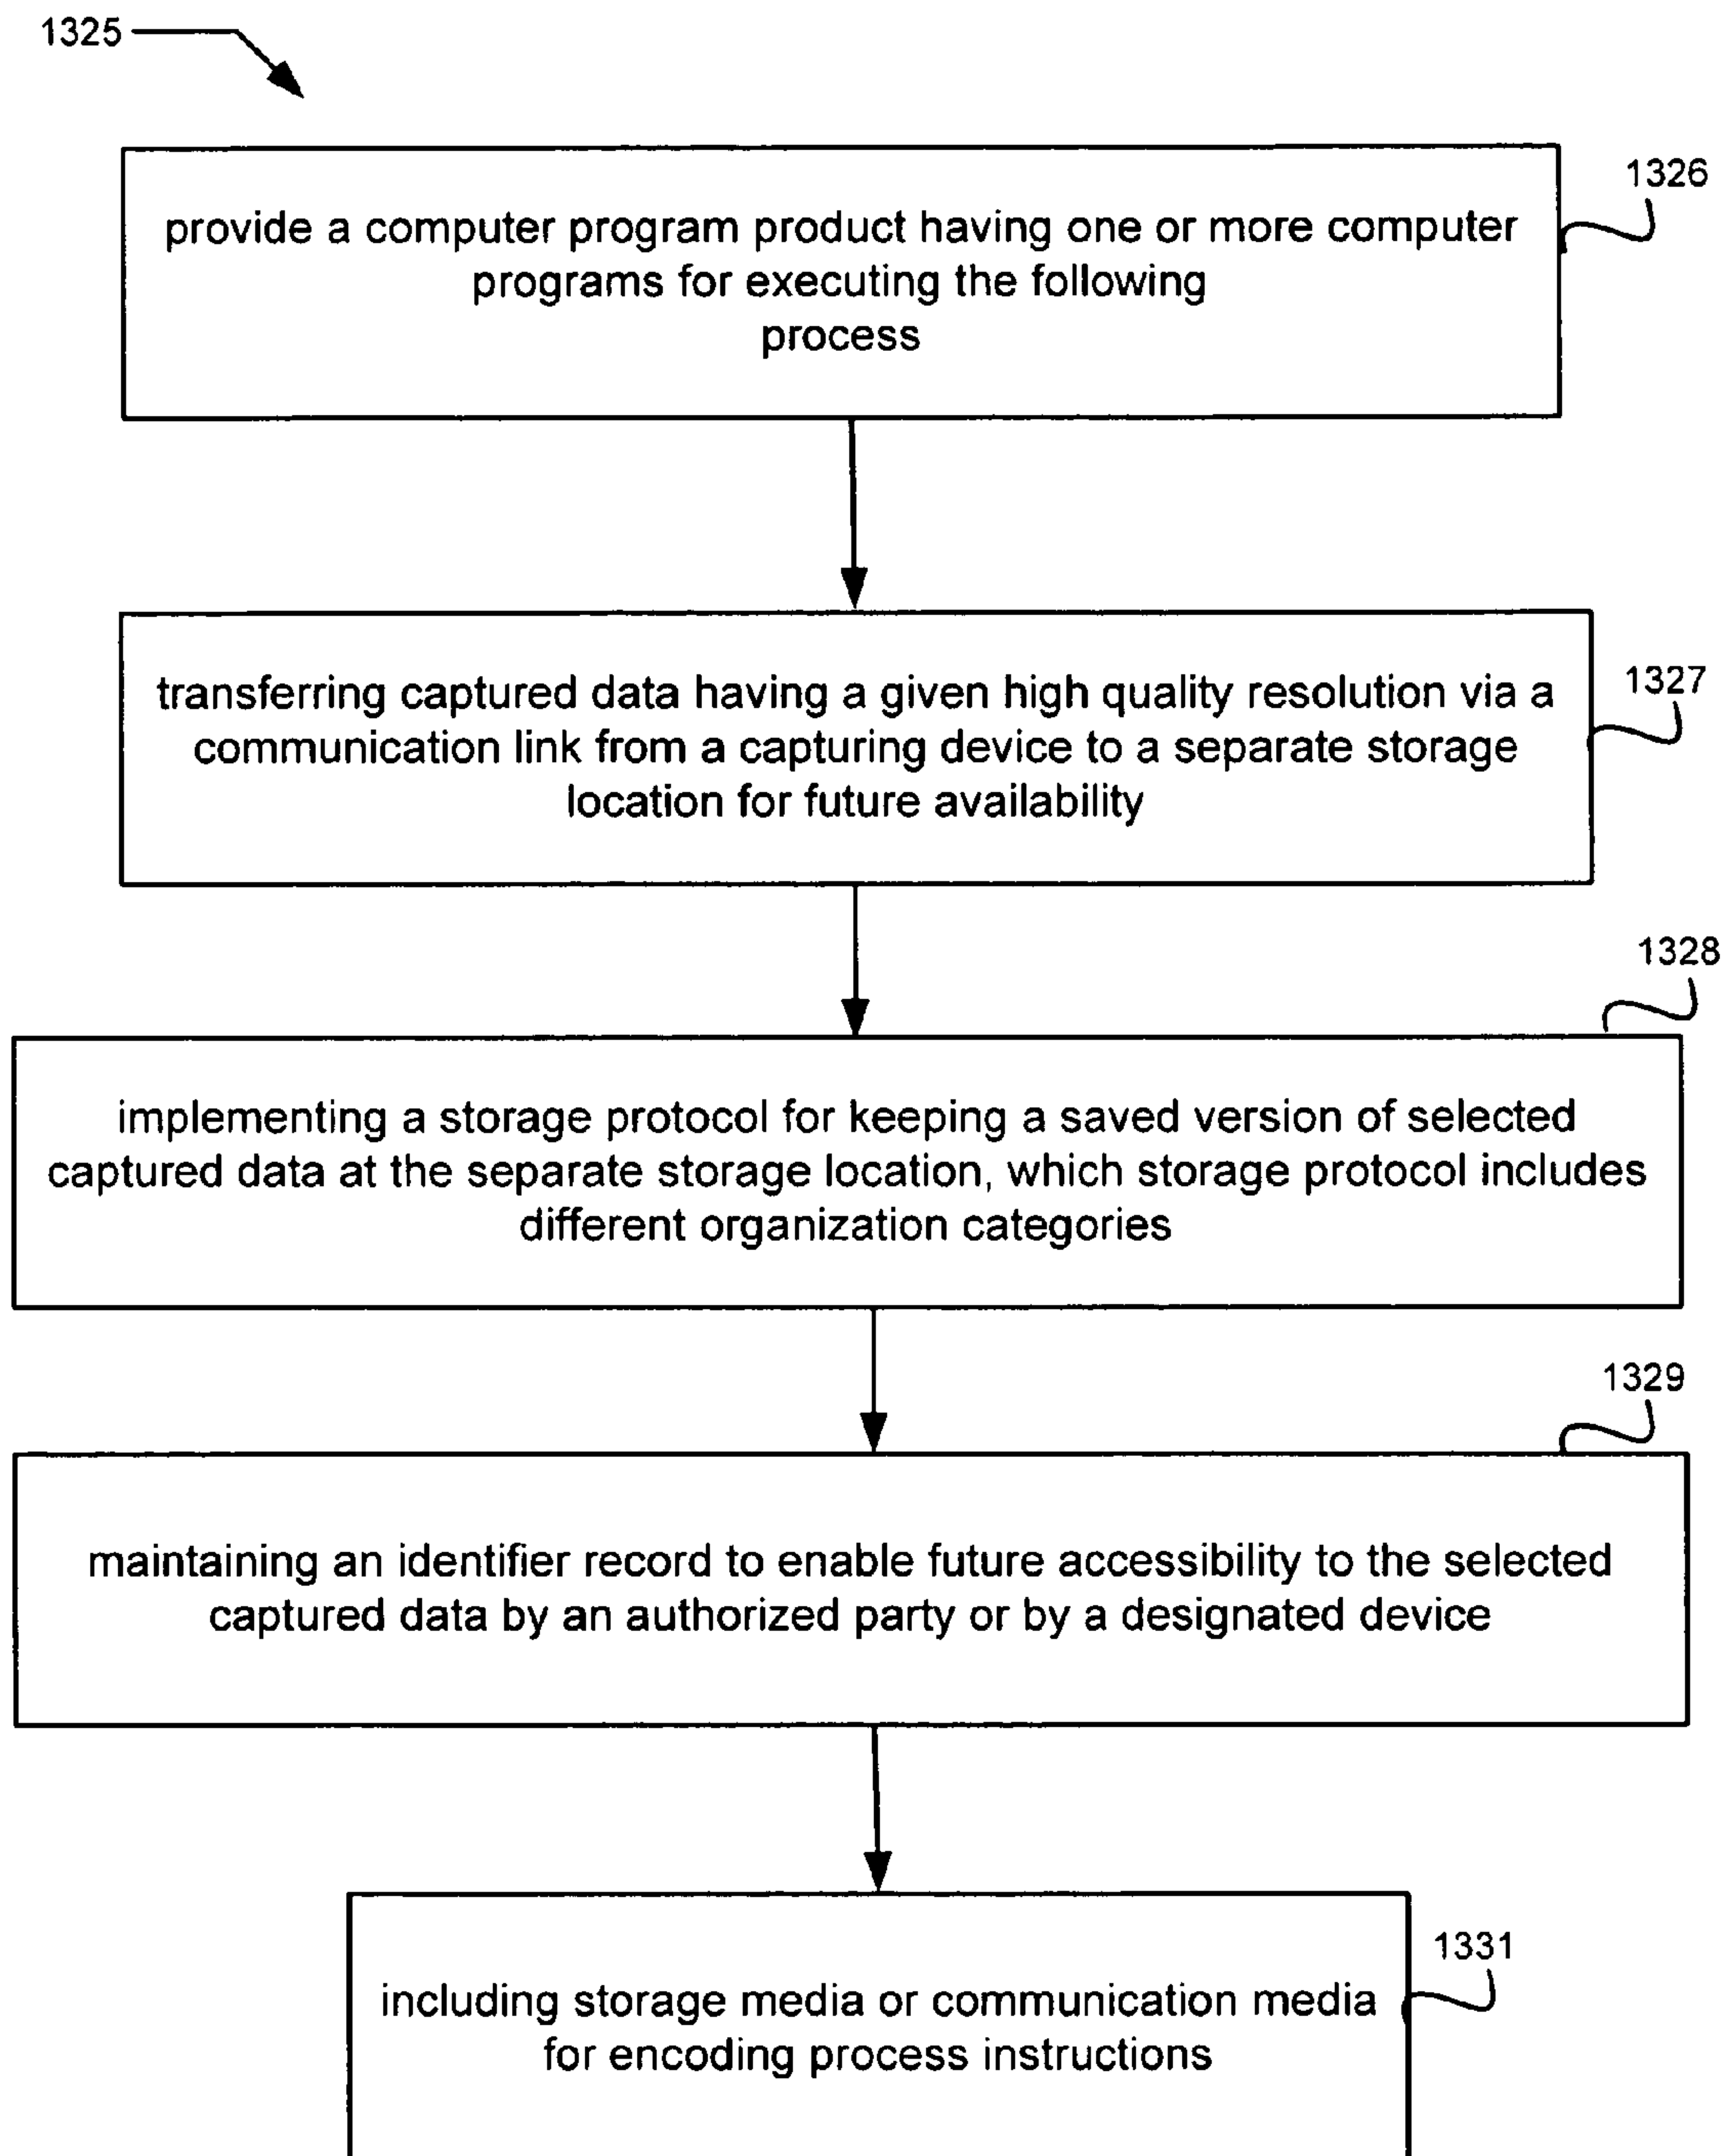 1325
1326
provide a computer program product having one or more computer
programs for executing the following
process
1327
transferring captured data having a given high quality resolution via a
communication link from a capturing device to a separate storage
location for future availability
1328
implementing a storage protocol for keeping a saved version of selected
captured data at the separate storage location, which storage protocol includes
different organization categories
1329
maintaining an identifier record to enable future accessibility to the selected
captured data by an authorized party or by a designated device
1331
including storage media or communication media
for encoding process instructions